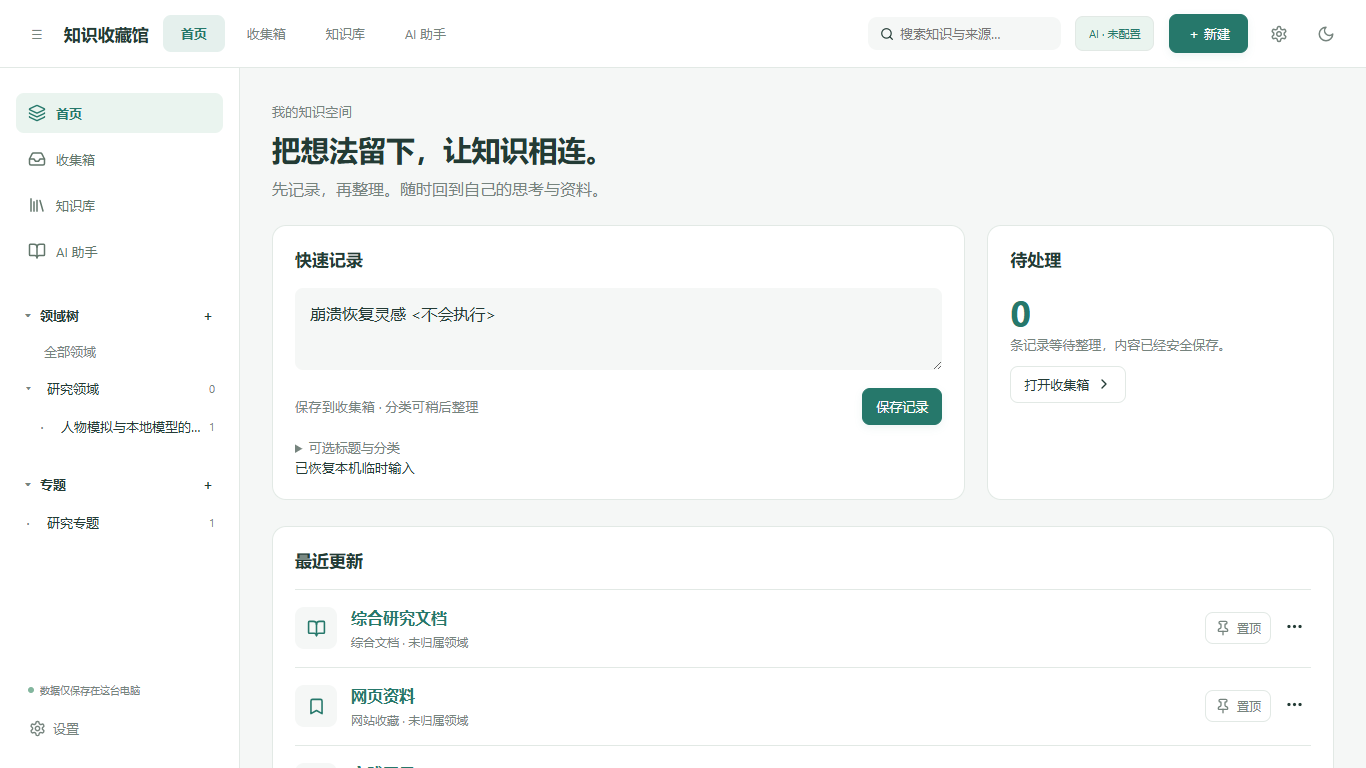 知识收藏馆
首页
收集箱
知识库
AI 助手
搜索知识与来源...
AI · 未配置
+ 新建
首页
收集箱
知识库
AI 助手
领域树 +
全部领域
研究领域 0
人物模拟与本地模型的... 1
专题 +
研究专题 1
数据仅保存在这台电脑
设置
我的知识空间
把想法留下，让知识相连。
先记录，再整理。随时回到自己的思考与资料。
快速记录
崩溃恢复灵感 <不会执行>
保存到收集箱 · 分类可稍后整理
保存记录
可选标题与分类
已恢复本机临时输入
待处理
0
条记录等待整理，内容已经安全保存。
打开收集箱
最近更新
综合研究文档
综合文档 · 未归属领域
置顶
网页资料
网站收藏 · 未归属领域
置顶